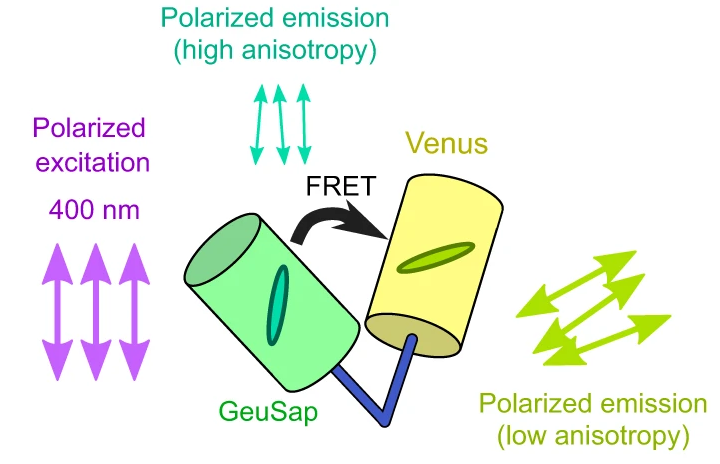 Polarized emission
(high anisotropy)
Polarized
excitation
400 nm
Venus
FRET
GeuSap
Polarized emission
(low anisotropy)